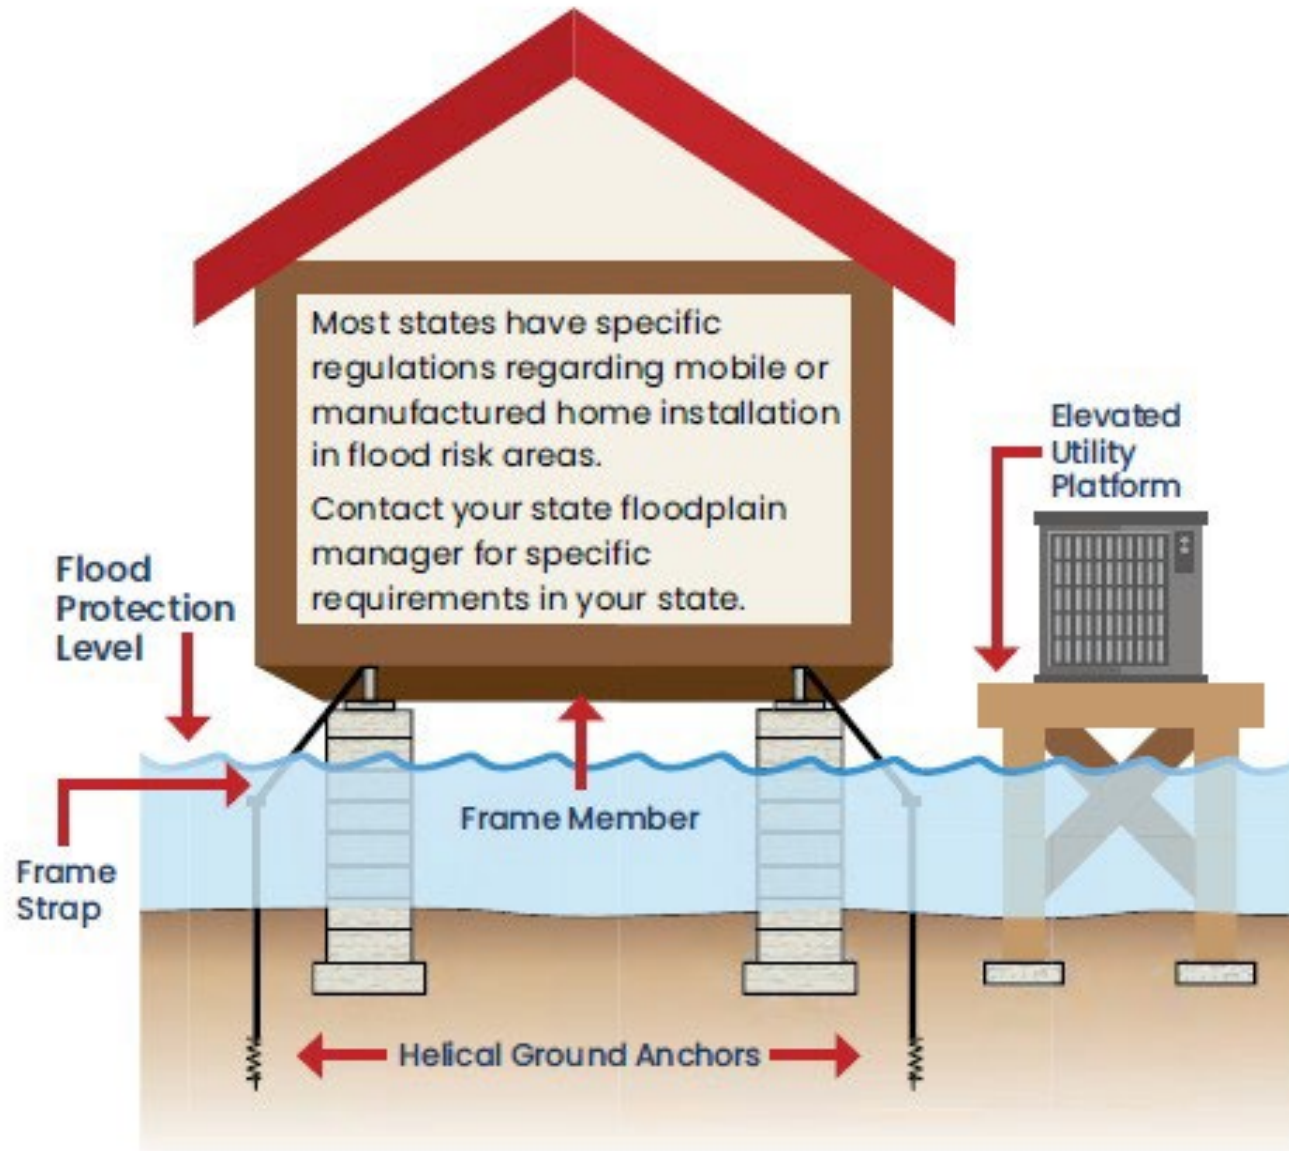 Most states have specific
regulations regarding mobile or
manufactured home installation
in flood risk areas.
Contact your state floodplain
manager for specific
requirements in your state.
Elevated
Utility
Platform
Flood
Protection
Level
Frame Member
Frame
Strap
Helical Ground Anchors